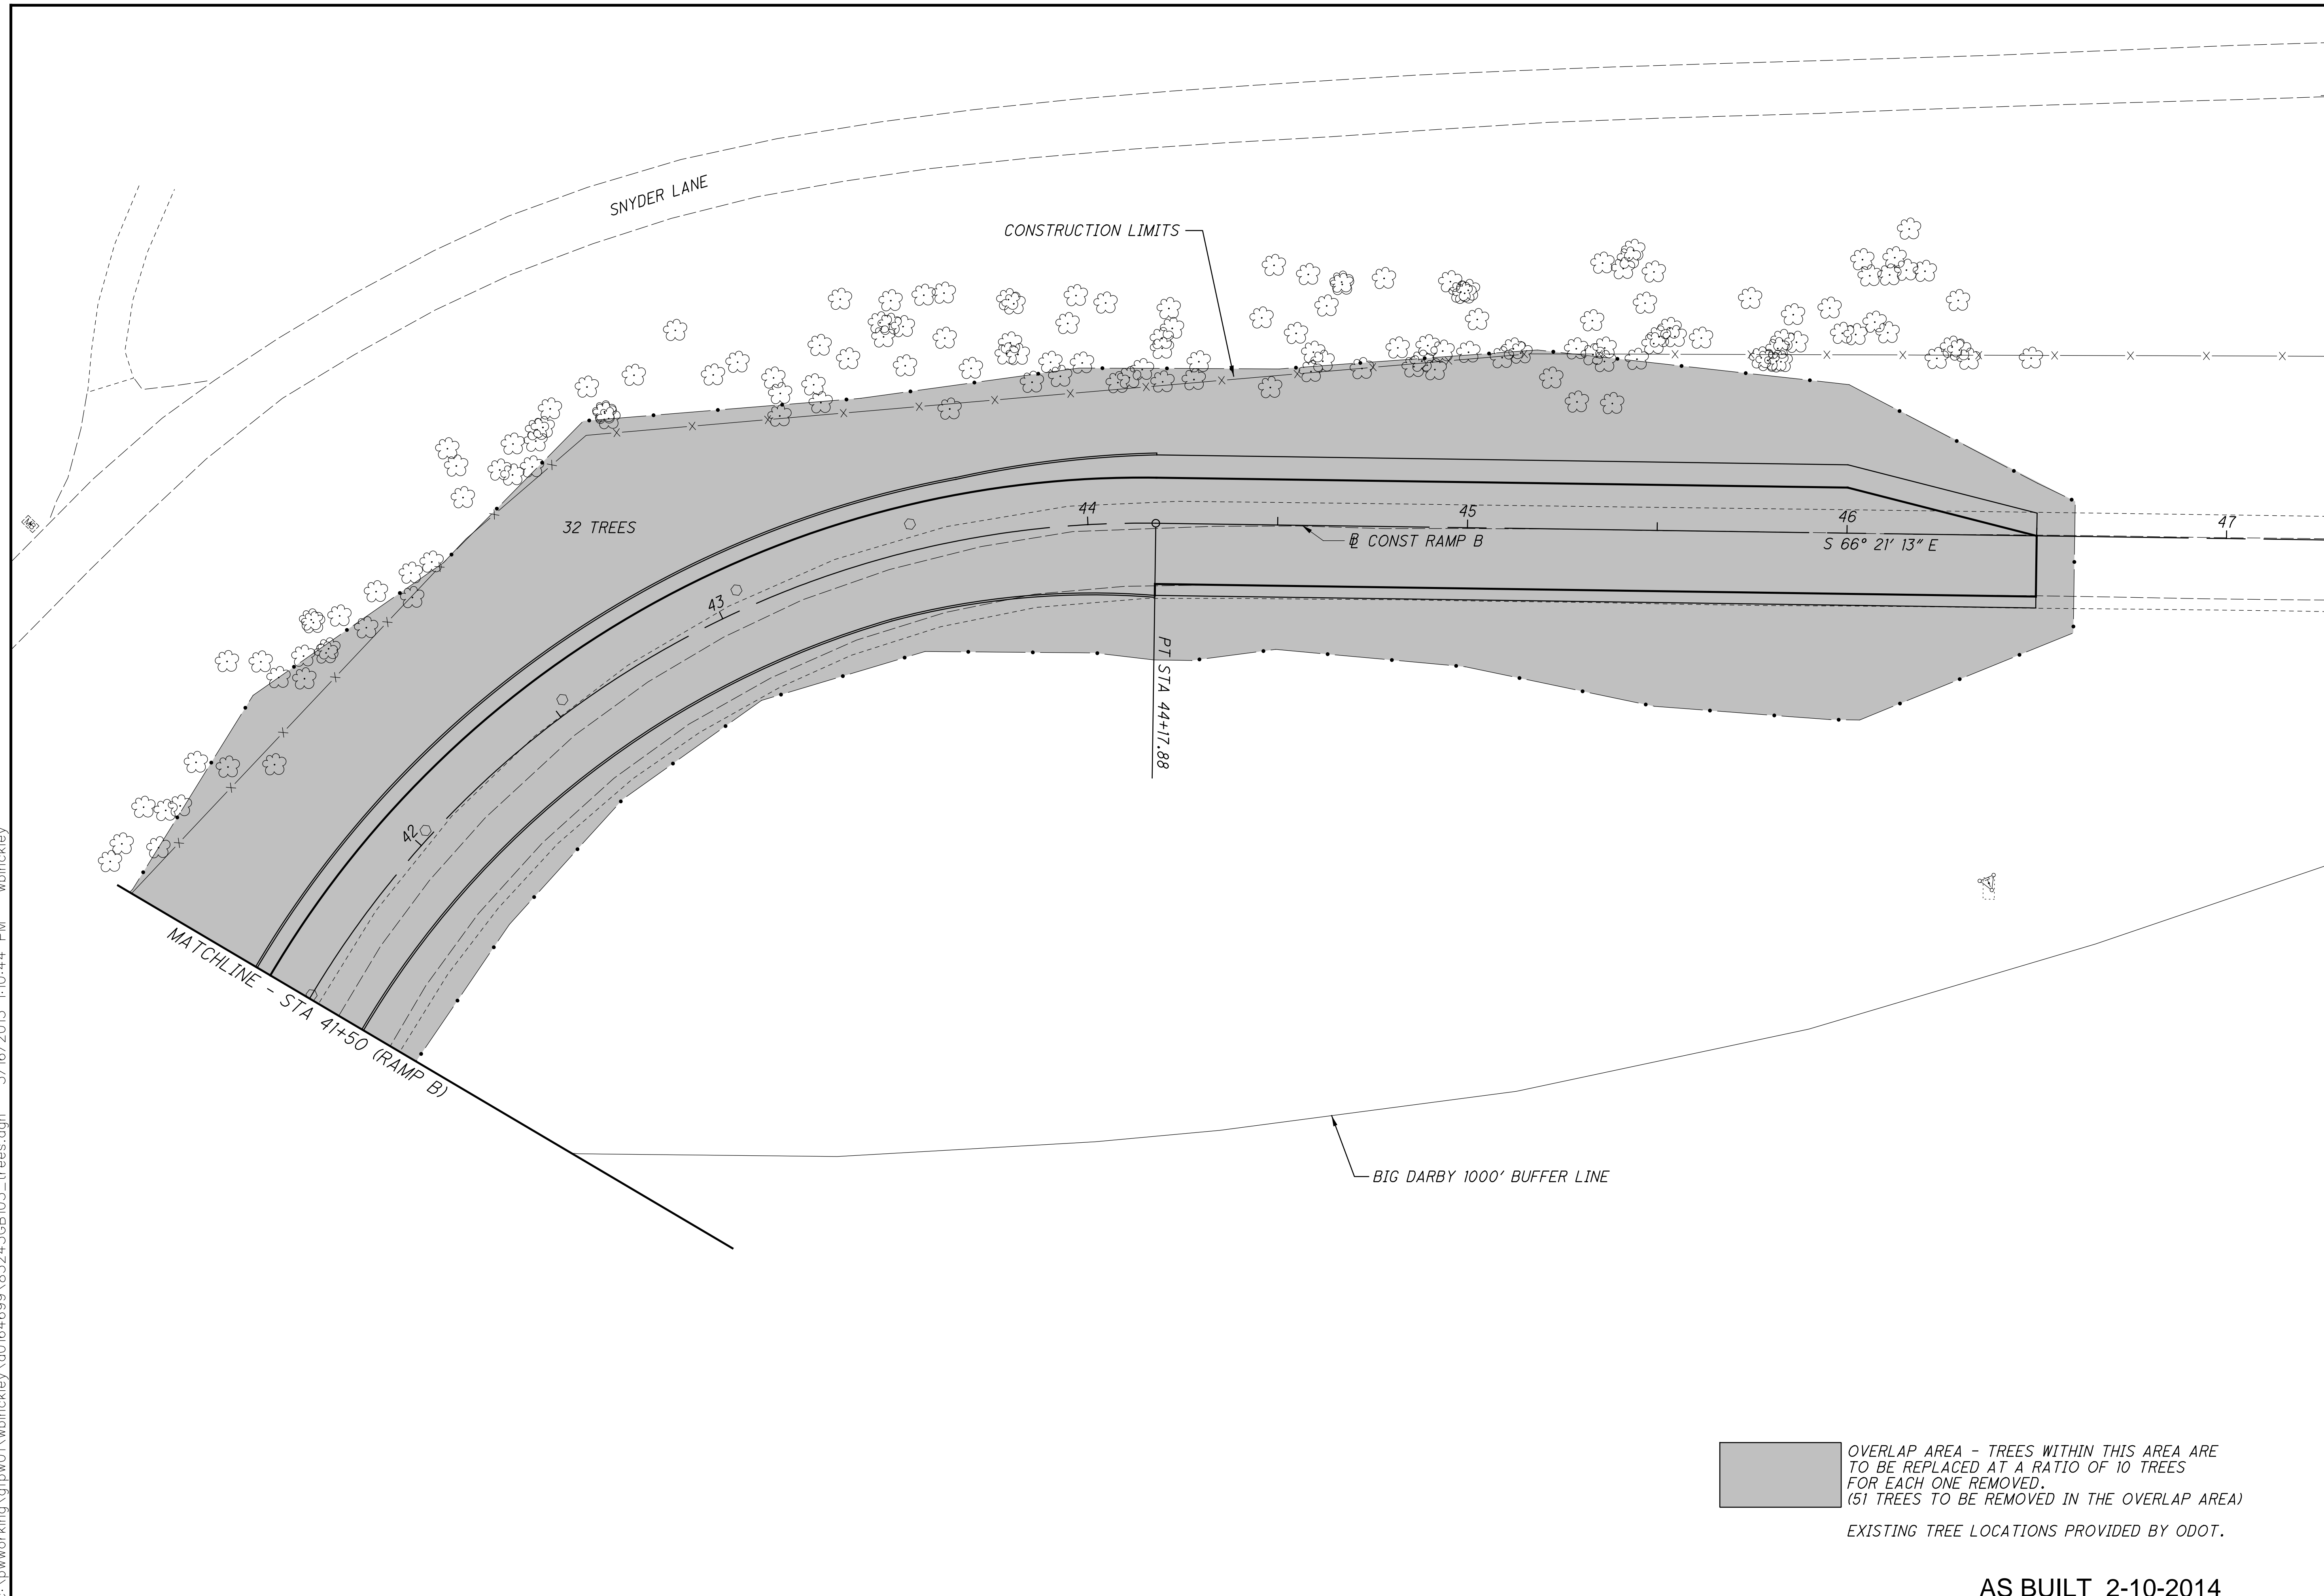 SNYDER LANE
CONSTRUCTION LIMITS
MB
32 TREES
44
45
46
47
43
42
CONST RAMP B
S 66° 21' 13" E
PT STA 44+17.88
MATCHLINE - STA 41+50 (RAMP B)
BIG DARBY 1000' BUFFER LINE
OVERLAP AREA - TREES WITHIN THIS AREA ARE
TO BE REPLACED AT A RATIO OF 10 TREES
FOR EACH ONE REMOVED.
(51 TREES TO BE REMOVED IN THE OVERLAP AREA)
EXISTING TREE LOCATIONS PROVIDED BY ODOT.
AS BUILT 2-10-2014